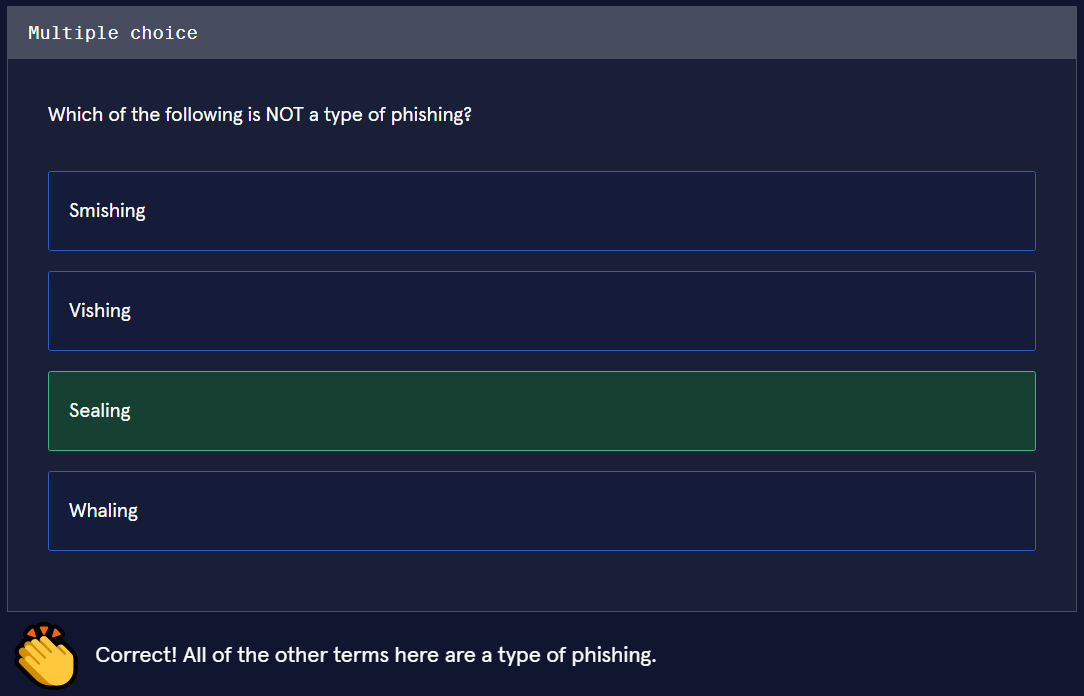 Multiple choice
Which of the following is NOT a type of phishing?
Smishing
Vishing
Sealing
Whaling
Correct! All of the other terms here are a type of phishing.